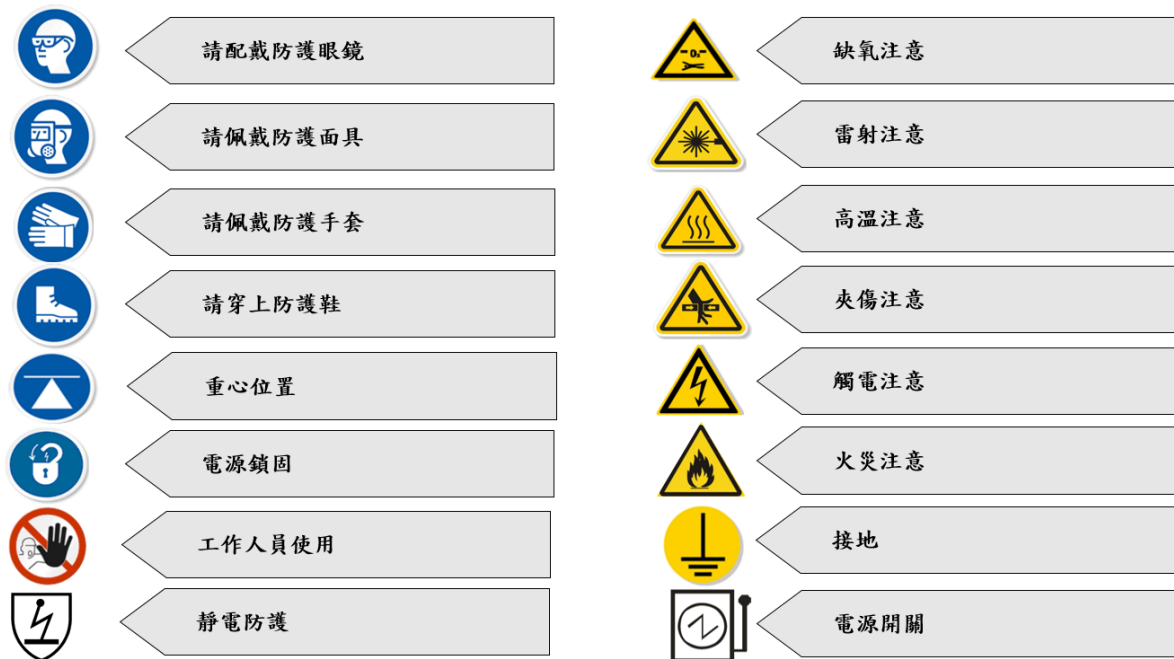 請配戴防護眼鏡
請佩戴防護面具
請佩戴防護手套
請穿上防護鞋
重心位置
電源鎖固
工作人員使用
靜電防護
O₂
缺氧注意
雷射注意
高溫注意
夾傷注意
觸電注意
火災注意
接地
電源開關